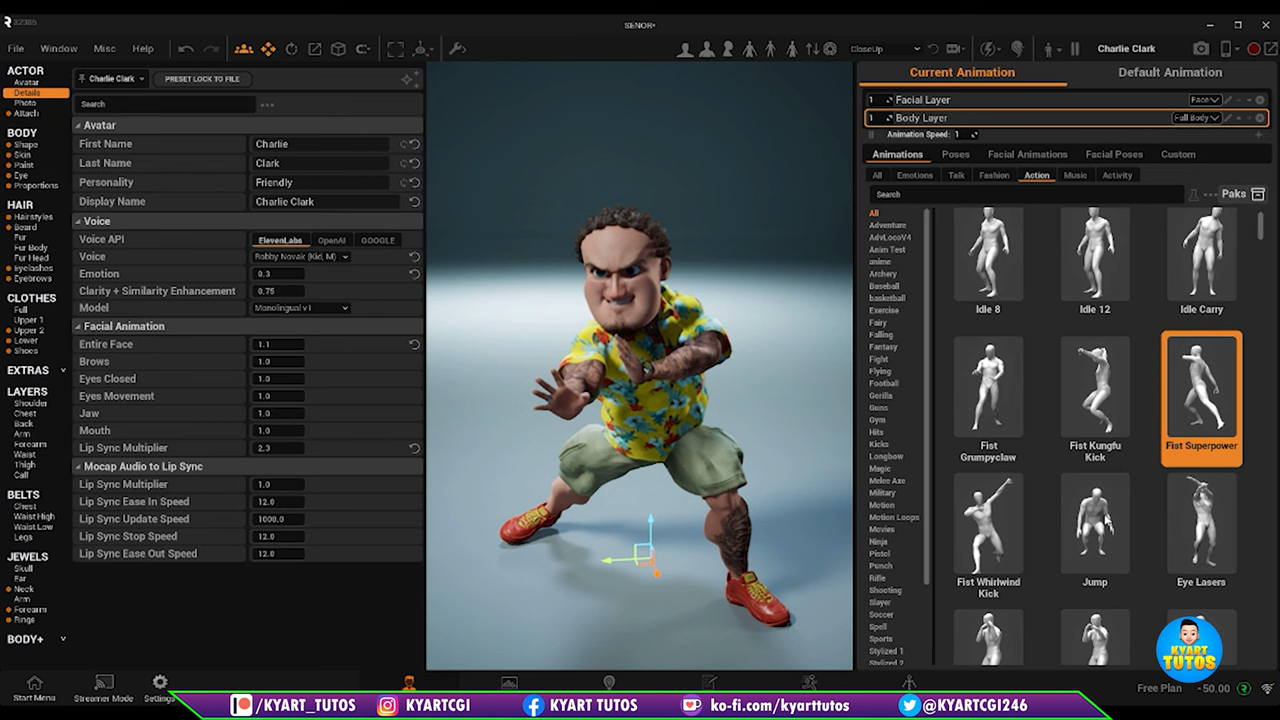 32985
SENOR•
File Window Misc Help
CloseUp
Charlie Clark
ACTOR
Avatar
Details
Photo
Attach
BODY
Shape
Skin
Paint
Eye
Proportions
HAIR
Hairstyles
Beard
Fur
Fur Body
Fur Head
Eyelashes
Eyebrows
CLOTHES
Full
Upper 1
Upper 2
Lower
Shoes
EXTRAS
LAYERS
Shoulder
Chest
Back
Arm
Forearm
Waist
Thigh
Calf
BELTS
Chest
Waist High
Waist Low
Legs
JEWELS
Skull
Ear
Neck
Arm
Forearm
Rings
BODY+
Charlie Clark
PRESET LOCK TO FILE
Search
Avatar
First Name Charlie
Last Name Clark
Personality Friendly
Display Name Charlie Clark
Voice
Voice API ElevenLabs OpenAI GOOGLE
Voice Robby Novak (Kid, M)
Emotion 0.3
Clarity + Similarity Enhancement 0.75
Model Monolingual v1
Facial Animation
Entire Face 1.1
Brows 1.0
Eyes Closed 1.0
Eyes Movement 1.0
Jaw 1.0
Mouth 1.0
Lip Sync Multiplier 2.3
Mocap Audio to Lip Sync
Lip Sync Multiplier 1.0
Lip Sync Ease In Speed 12.0
Lip Sync Update Speed 1000.0
Lip Sync Stop Speed 12.0
Lip Sync Ease Out Speed 12.0
Current Animation Default Animation
1 Facial Layer Face
1 Body Layer Full Body
Animation Speed: 1
Animations Poses Facial Animations Facial Poses Custom
All Emotions Talk Fashion Action Music Activity
Search
Paks
All
Adventure
AdvLocoV4
Anim Test
anime
Archery
Baseball
basketball
Exercise
Fairy
Falling
Fantasy
Fight
Flying
Football
Gorilla
Guns
Gym
Hits
Kicks
Longbow
Magic
Melee Axe
Military
Motion
Motion Loops
Movies
Ninja
Pistol
Punch
Rifle
Shooting
Slayer
Soccer
Spell
Sports
Stylized 1
Stylized 2
Idle 8
Idle 12
Idle Carry
Fist Grumpyclaw
Fist Kungfu Kick
Fist Superpower
Fist Whirlwind Kick
Jump
Eye Lasers
KYART
TUTOS
Start Menu
Streamer Mode
Settings
Free Plan -50.00
/KYART_TUTOS
KYARTCGI
KYART TUTOS
ko-fi.com/kyarttutos
@KYARTCGI246